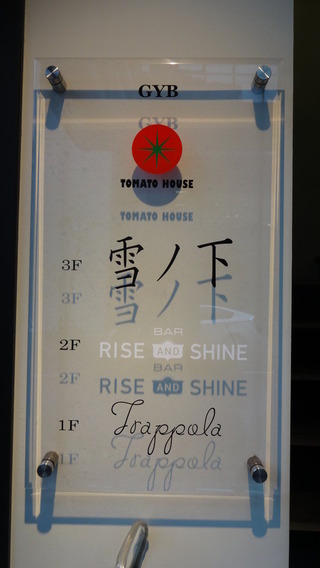 GYB
TOMATO HOUSE
3F 雪ノ下
BAR
2F RISE AND SHINE
1F Trappola